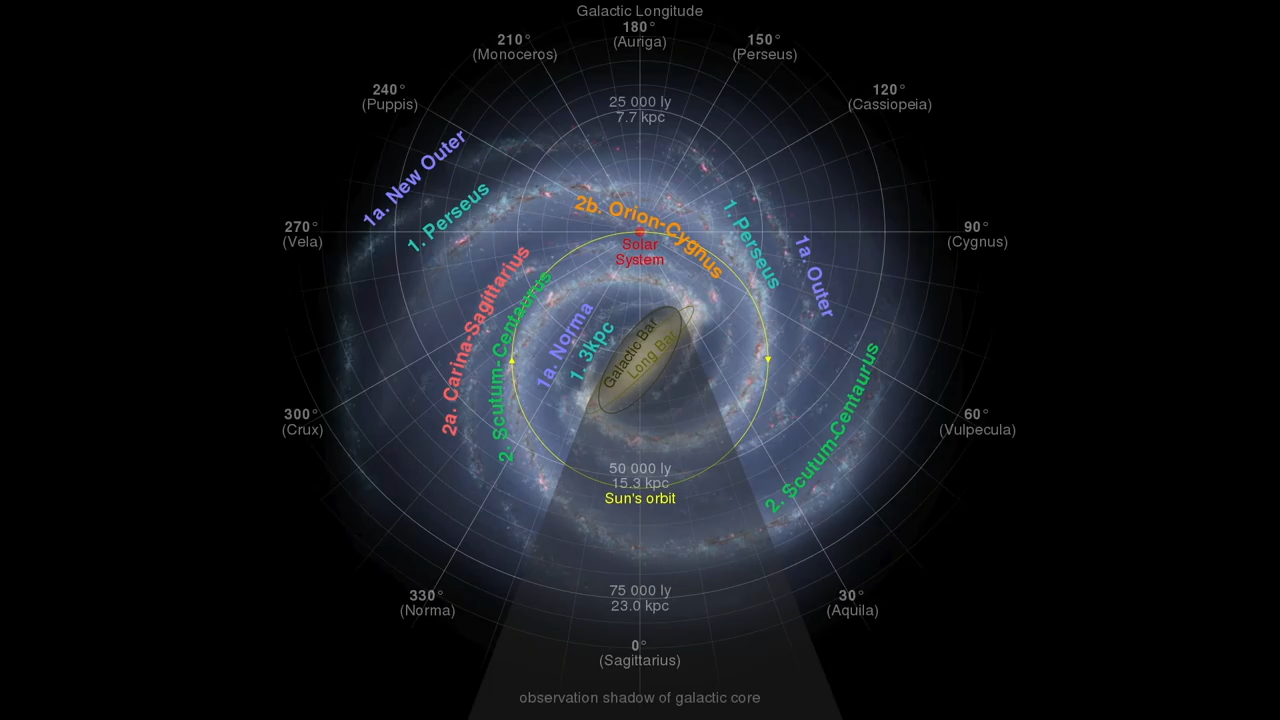 Galactic Longitude
180°
(Auriga)
210°
(Monoceros)
150°
(Perseus)
240°
(Puppis)
120°
(Cassiopeia)
25 000 ly
7.7 kpc
1a. New Outer
1. Perseus
2b. Orion-Cygnus
1. Perseus
1a. Outer
270°
(Vela)
90°
(Cygnus)
Solar
System
2a. Carina-Sagittarius
2. Scutum-Centaurus
1a. Norma
1. 3kpc
Galactic Bar
Long Bar
2. Scutum-Centaurus
300°
(Crux)
60°
(Vulpecula)
50 000 ly
15.3 kpc
Sun's orbit
75 000 ly
23.0 kpc
330°
(Norma)
30°
(Aquila)
0°
(Sagittarius)
observation shadow of galactic core